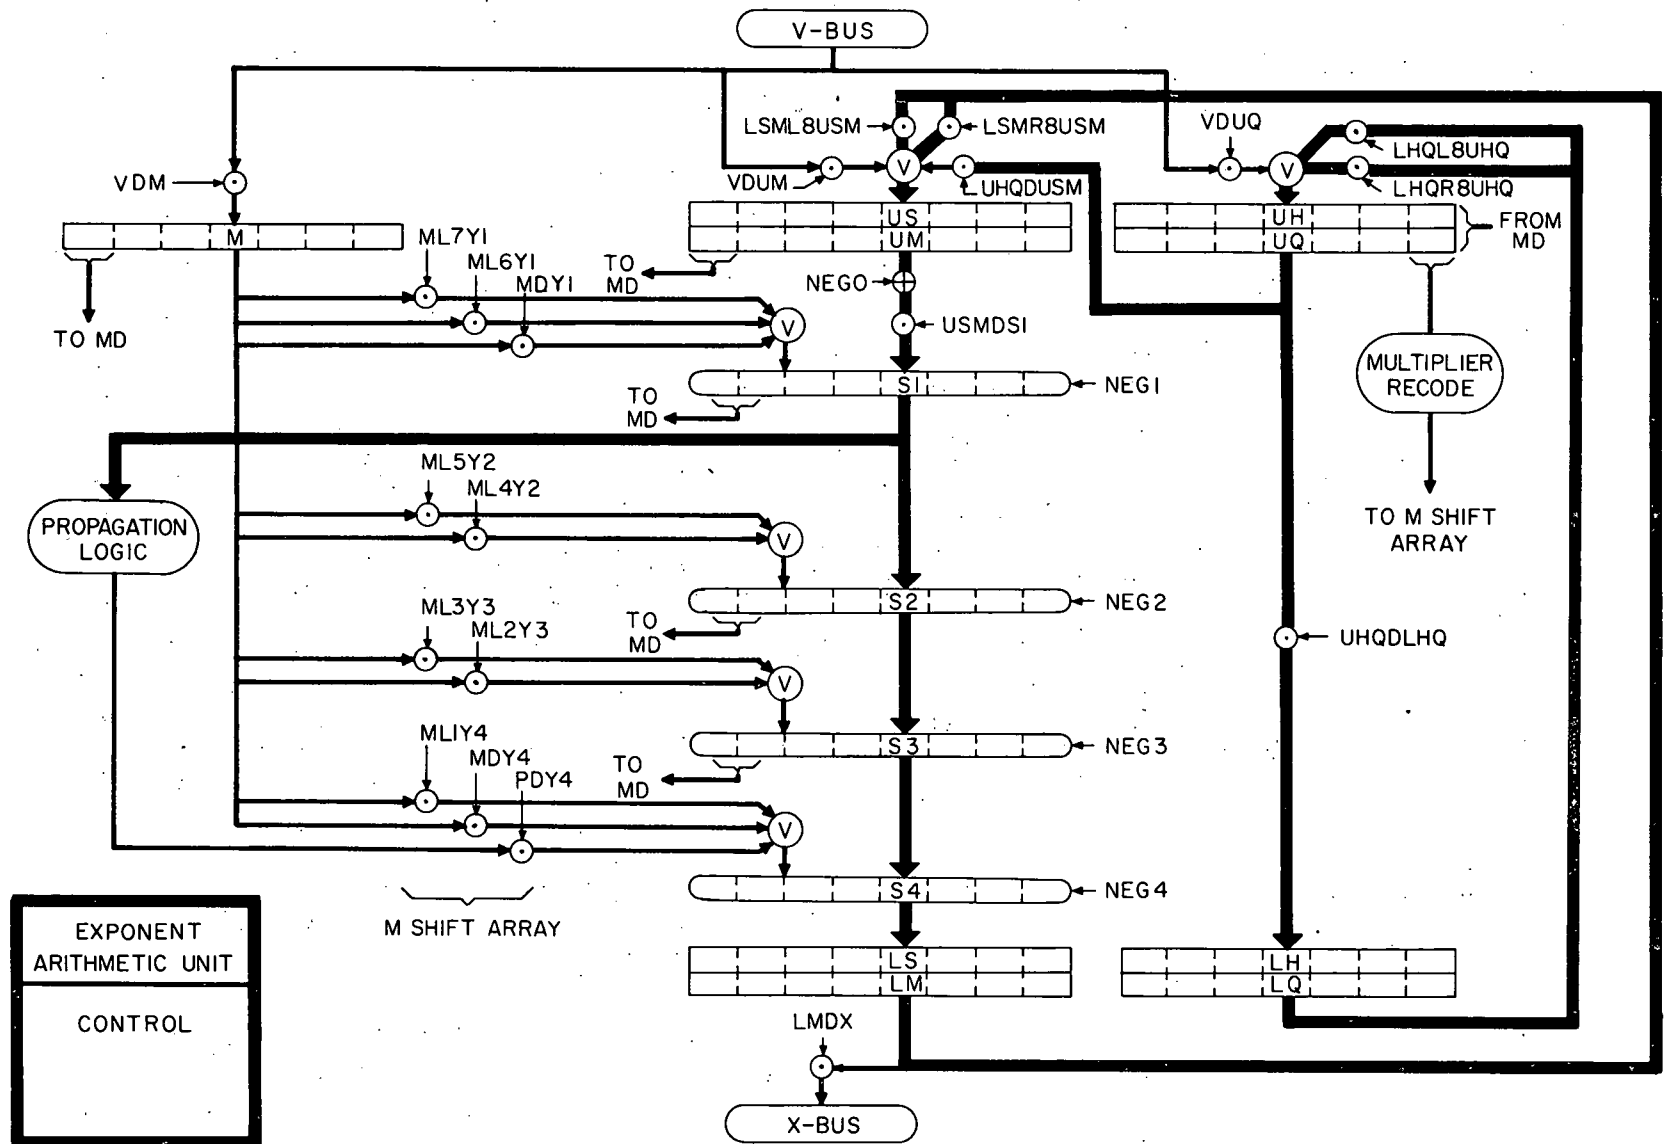 V-BUS
LSML8USM
LSMR8USM
VDUQ
LHQL8UHQ
LHQR8UHQ
VDM
VDUM
V
UHQDUSM
V
US
UM
UH
UQ
FROM
MD
M
ML7Y1
ML6Y1
MDY1
TO
MD
NEG0
USMDS1
TO MD
V
MULTIPLIER
RECODE
S1
NEG1
TO
MD
ML5Y2
ML4Y2
PROPAGATION
LOGIC
V
TO M SHIFT
ARRAY
S2
NEG2
ML3Y3
ML2Y3
TO
MD
UHQDLHQ
V
ML1Y4
MDY4
PDY4
S3
NEG3
TO
MD
V
S4
NEG4
M SHIFT ARRAY
EXPONENT
ARITHMETIC UNIT
CONTROL
LS
LM
LH
LQ
LMDX
X-BUS